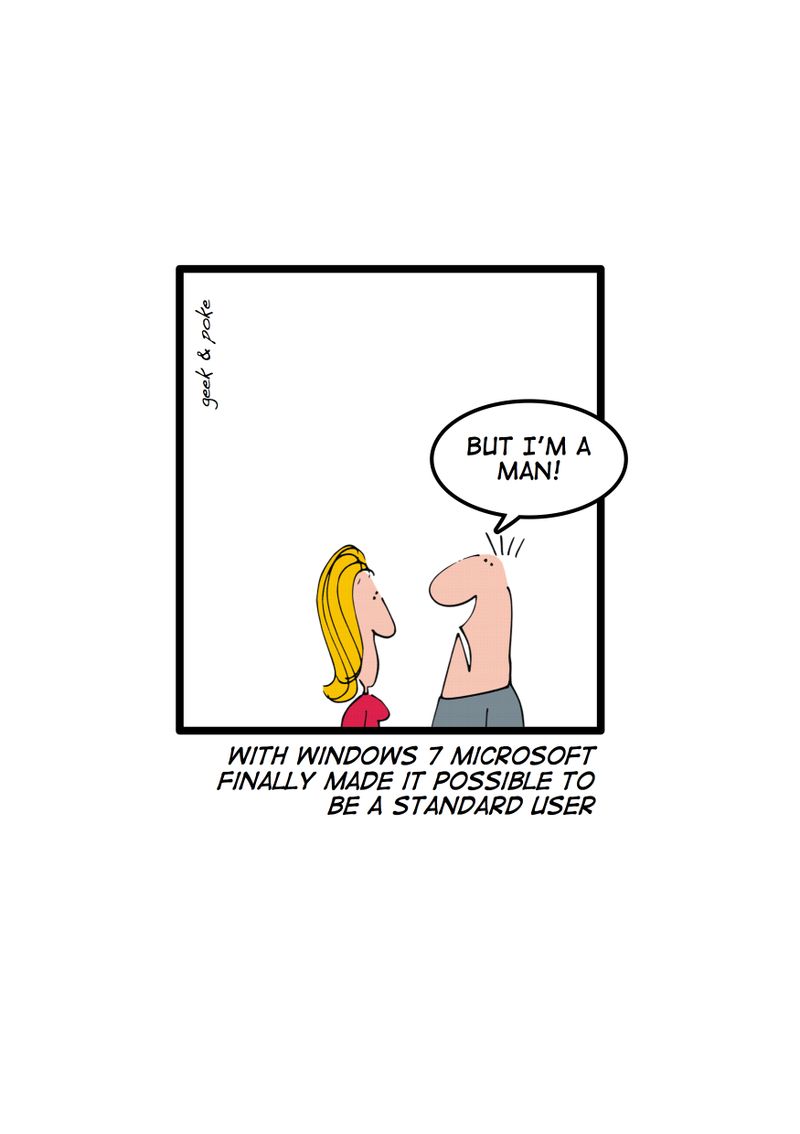 geek & poke
BUT I'M A
MAN!
WITH WINDOWS 7 MICROSOFT
FINALLY MADE IT POSSIBLE TO
BE A STANDARD USER